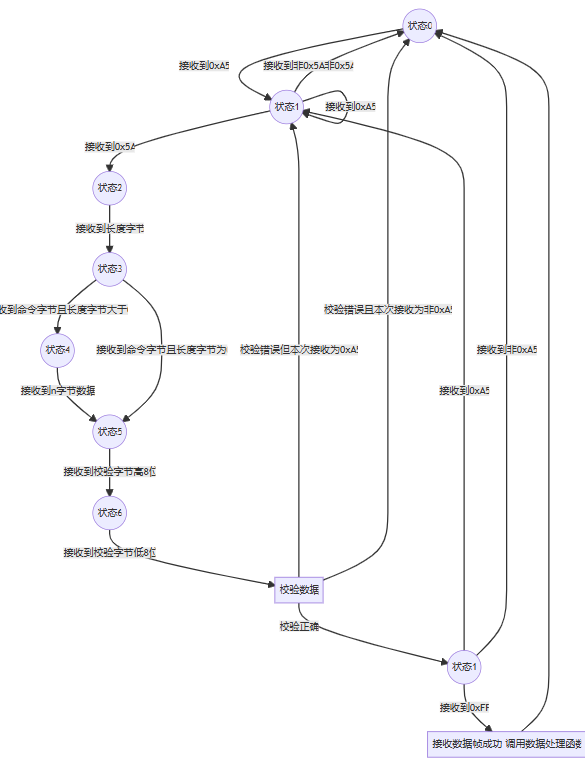 状态0
接收到0xA5
接收到非0x5A非0x5A
状态1
接收到0xA5
接收到0x5A
状态2
接收到长度字节
状态3
收到命令字节且长度字节大于
校验错误且本次接收为非0xA5
状态4
接收到命令字节且长度字节为
校验错误但本次接收为0xA5
接收到非0xA5
接收到n字节数据
接收到0xA5
状态5
接收到校验字节高8位
状态6
接收到校验字节低8位
校验数据
校验正确
状态1
接收到0xFF
接收数据帧成功 调用数据处理函数